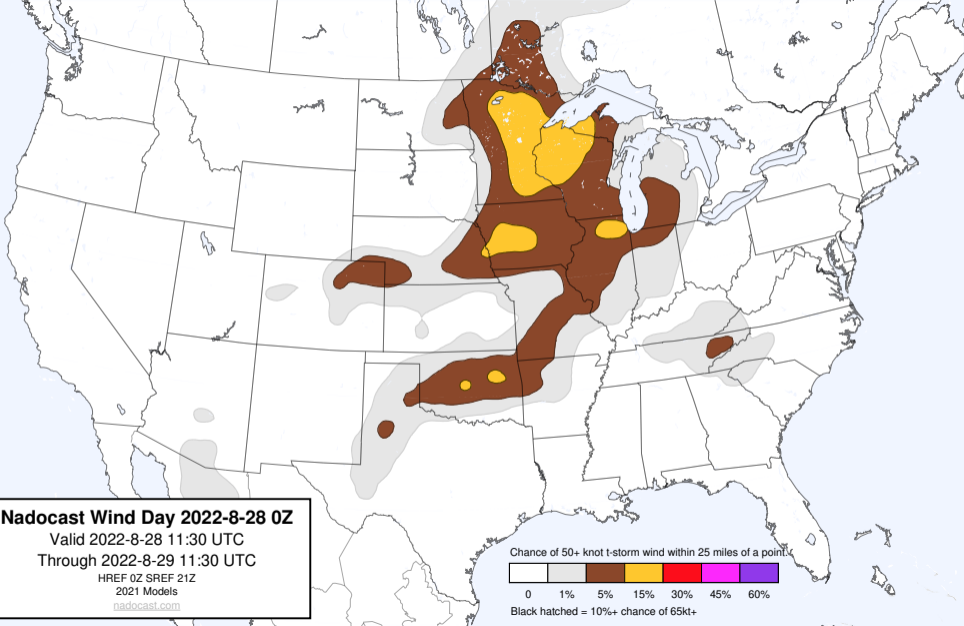 Nadocast Wind Day 2022-8-28 0Z
Valid 2022-8-28 11:30 UTC
Through 2022-8-29 11:30 UTC
HREF 0Z SREF 21Z
2021 Models
nadocast.com
Chance of 50+ knot t-storm wind within 25 miles of a point.
0 1% 5% 15% 30% 45% 60%
Black hatched = 10%+ chance of 65kt+